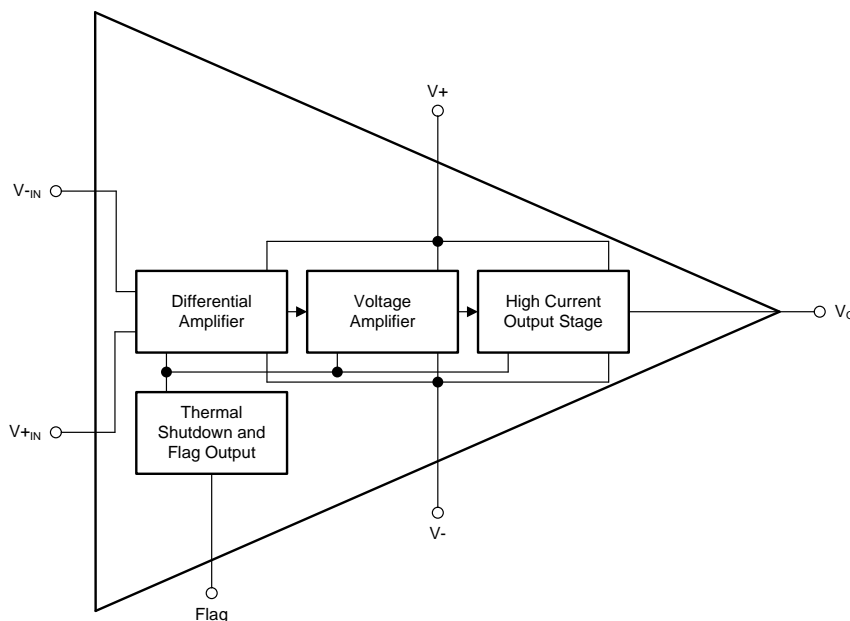 V+
V-IN
Differential
Amplifier
Voltage
Amplifier
High Current
Output Stage
V+IN
Thermal
Shutdown and
Flag Output
V-
Flag